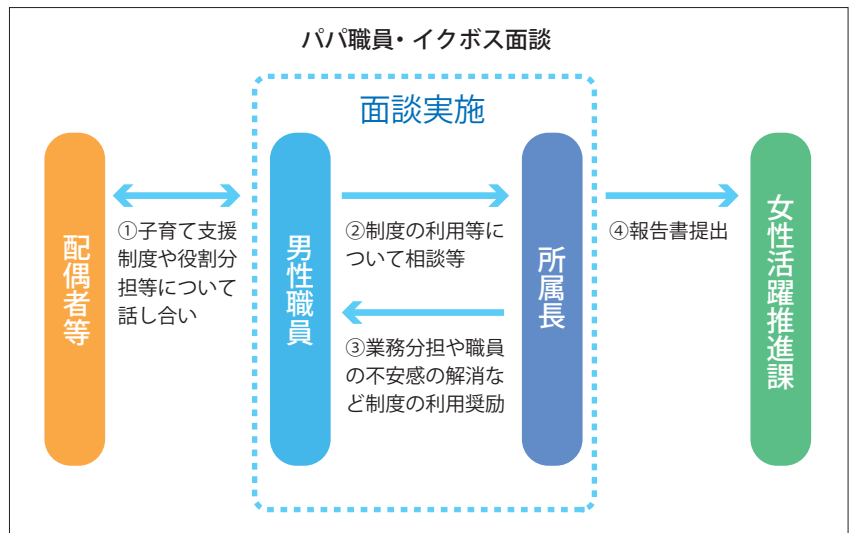 パパ職員・イクボス面談
面談実施
配偶者等
①子育て支援
制度や役割分
担等について
話し合い
男性職員
②制度の利用等に
ついて相談等
③業務分担や職員
の不安感の解消な
ど制度の利用奨励
所属長
④報告書提出
女性活躍推進課